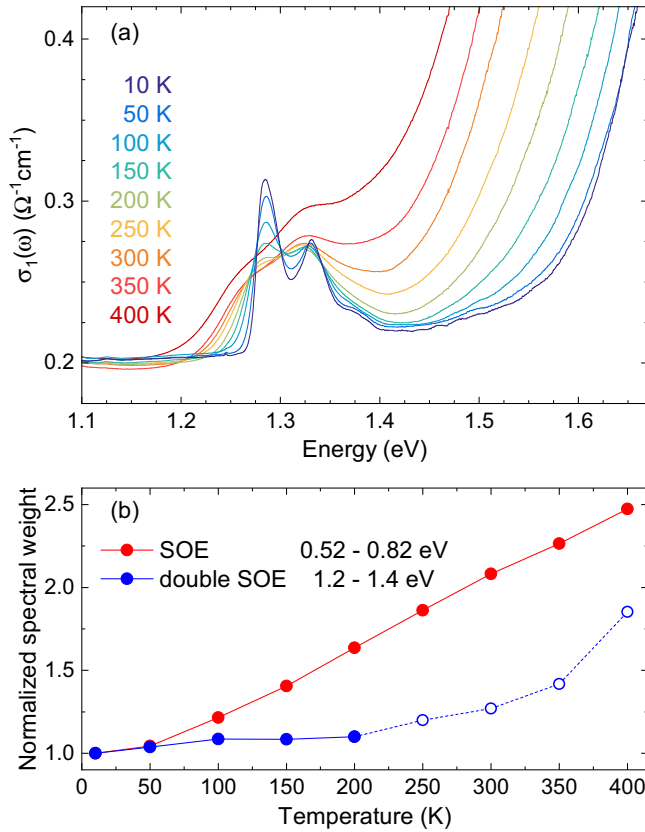 (a)
0.4
0.3
0.2
σ₁(ω) (Ω⁻¹cm⁻¹)
10 K
50 K
100 K
150 K
200 K
250 K
300 K
350 K
400 K
1.1 1.2 1.3 1.4 1.5 1.6
Energy (eV)
(b)
2.5
2.0
1.5
1.0
Normalized spectral weight
SOE 0.52 - 0.82 eV
double SOE 1.2 - 1.4 eV
0 50 100 150 200 250 300 350 400
Temperature (K)